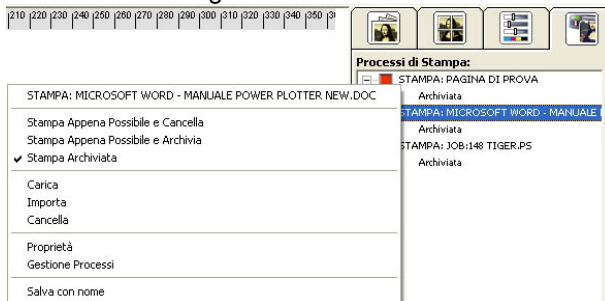 210 220 230 240 250 260 270 280 290 300 310 320 330 340 350
Processi di Stampa:
STAMPA: PAGINA DI PROVA
Archiviata
STAMPA: MICROSOFT WORD - MANUALE
Archiviata
STAMPA: JOB:148 TIGER.PS
Archiviata
STAMPA: MICROSOFT WORD - MANUALE POWER PLOTTER NEW.DOC
Stampa Appena Possibile e Cancella
Stampa Appena Possibile e Archivia
Stampa Archiviata
Carica
Importa
Cancella
Proprietà
Gestione Processi
Salva con nome